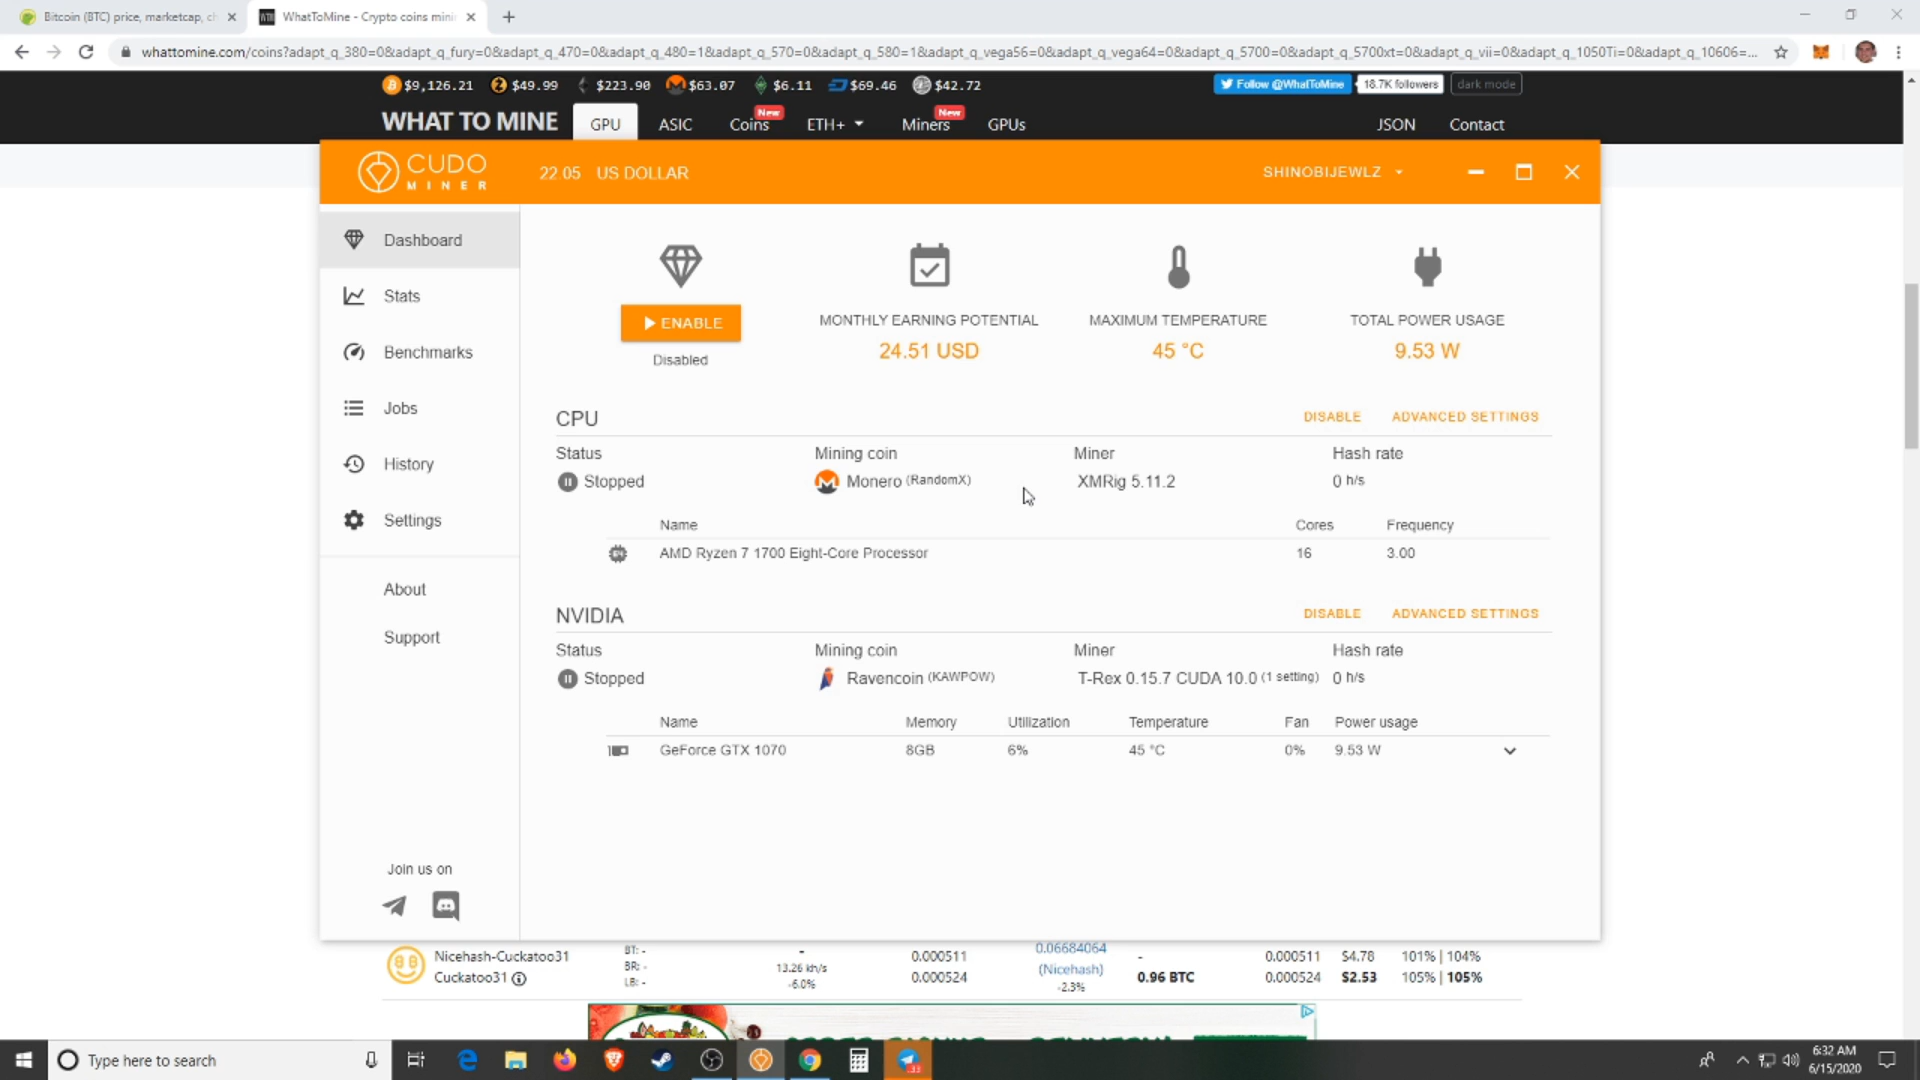 Bitcoin (BTC) price, marketcap, ch
WhatToMine - Crypto coins mini
whattomine.com/coins?adapt_q_380=0&adapt_q_fury=0&adapt_q_470=0&adapt_q_480=1&adapt_q_570=0&adapt_q_580=1&adapt_q_vega56=0&adapt_q_vega64=0&adapt_q_5700=0&adapt_q_5700xt=0&adapt_q_vii=0&adapt_q_1050Ti=0&adapt_q_10606=...
$9,126.21 $49.99 $223.90 $63.07 $6.11 $69.46 $42.72
Follow @WhatToMine 18.7K followers dark mode
WHAT TO MINE GPU ASIC Coins New ETH+ Miners New GPUs JSON Contact
CUDO MINER 22.05 US DOLLAR SHINOBIJEWLZ
Dashboard
Stats
Benchmarks
Jobs
History
Settings
About
Support
Join us on
ENABLE
Disabled
MONTHLY EARNING POTENTIAL
24.51 USD
MAXIMUM TEMPERATURE
45 °C
TOTAL POWER USAGE
9.53 W
CPU DISABLE ADVANCED SETTINGS
Status Mining coin Miner Hash rate
Stopped Monero (RandomX) XMRig 5.11.2 0 h/s
Name Cores Frequency
AMD Ryzen 7 1700 Eight-Core Processor 16 3.00
NVIDIA DISABLE ADVANCED SETTINGS
Status Mining coin Miner Hash rate
Stopped Ravencoin (KAWPOW) T-Rex 0.15.7 CUDA 10.0 (1 setting) 0 h/s
Name Memory Utilization Temperature Fan Power usage
GeForce GTX 1070 8GB 6% 45 °C 0% 9.53 W
Nicehash-Cuckatoo31
Cuckatoo31
BT: -
BR: -
LB: -
-
13.26 kh/s
-6.0%
0.000511
0.000524
0.06684064
(Nicehash)
-2.3%
-
0.96 BTC
0.000511
0.000524
$4.78
$2.53
101% | 104%
105% | 105%
Type here to search
33
6:32 AM
6/15/2020